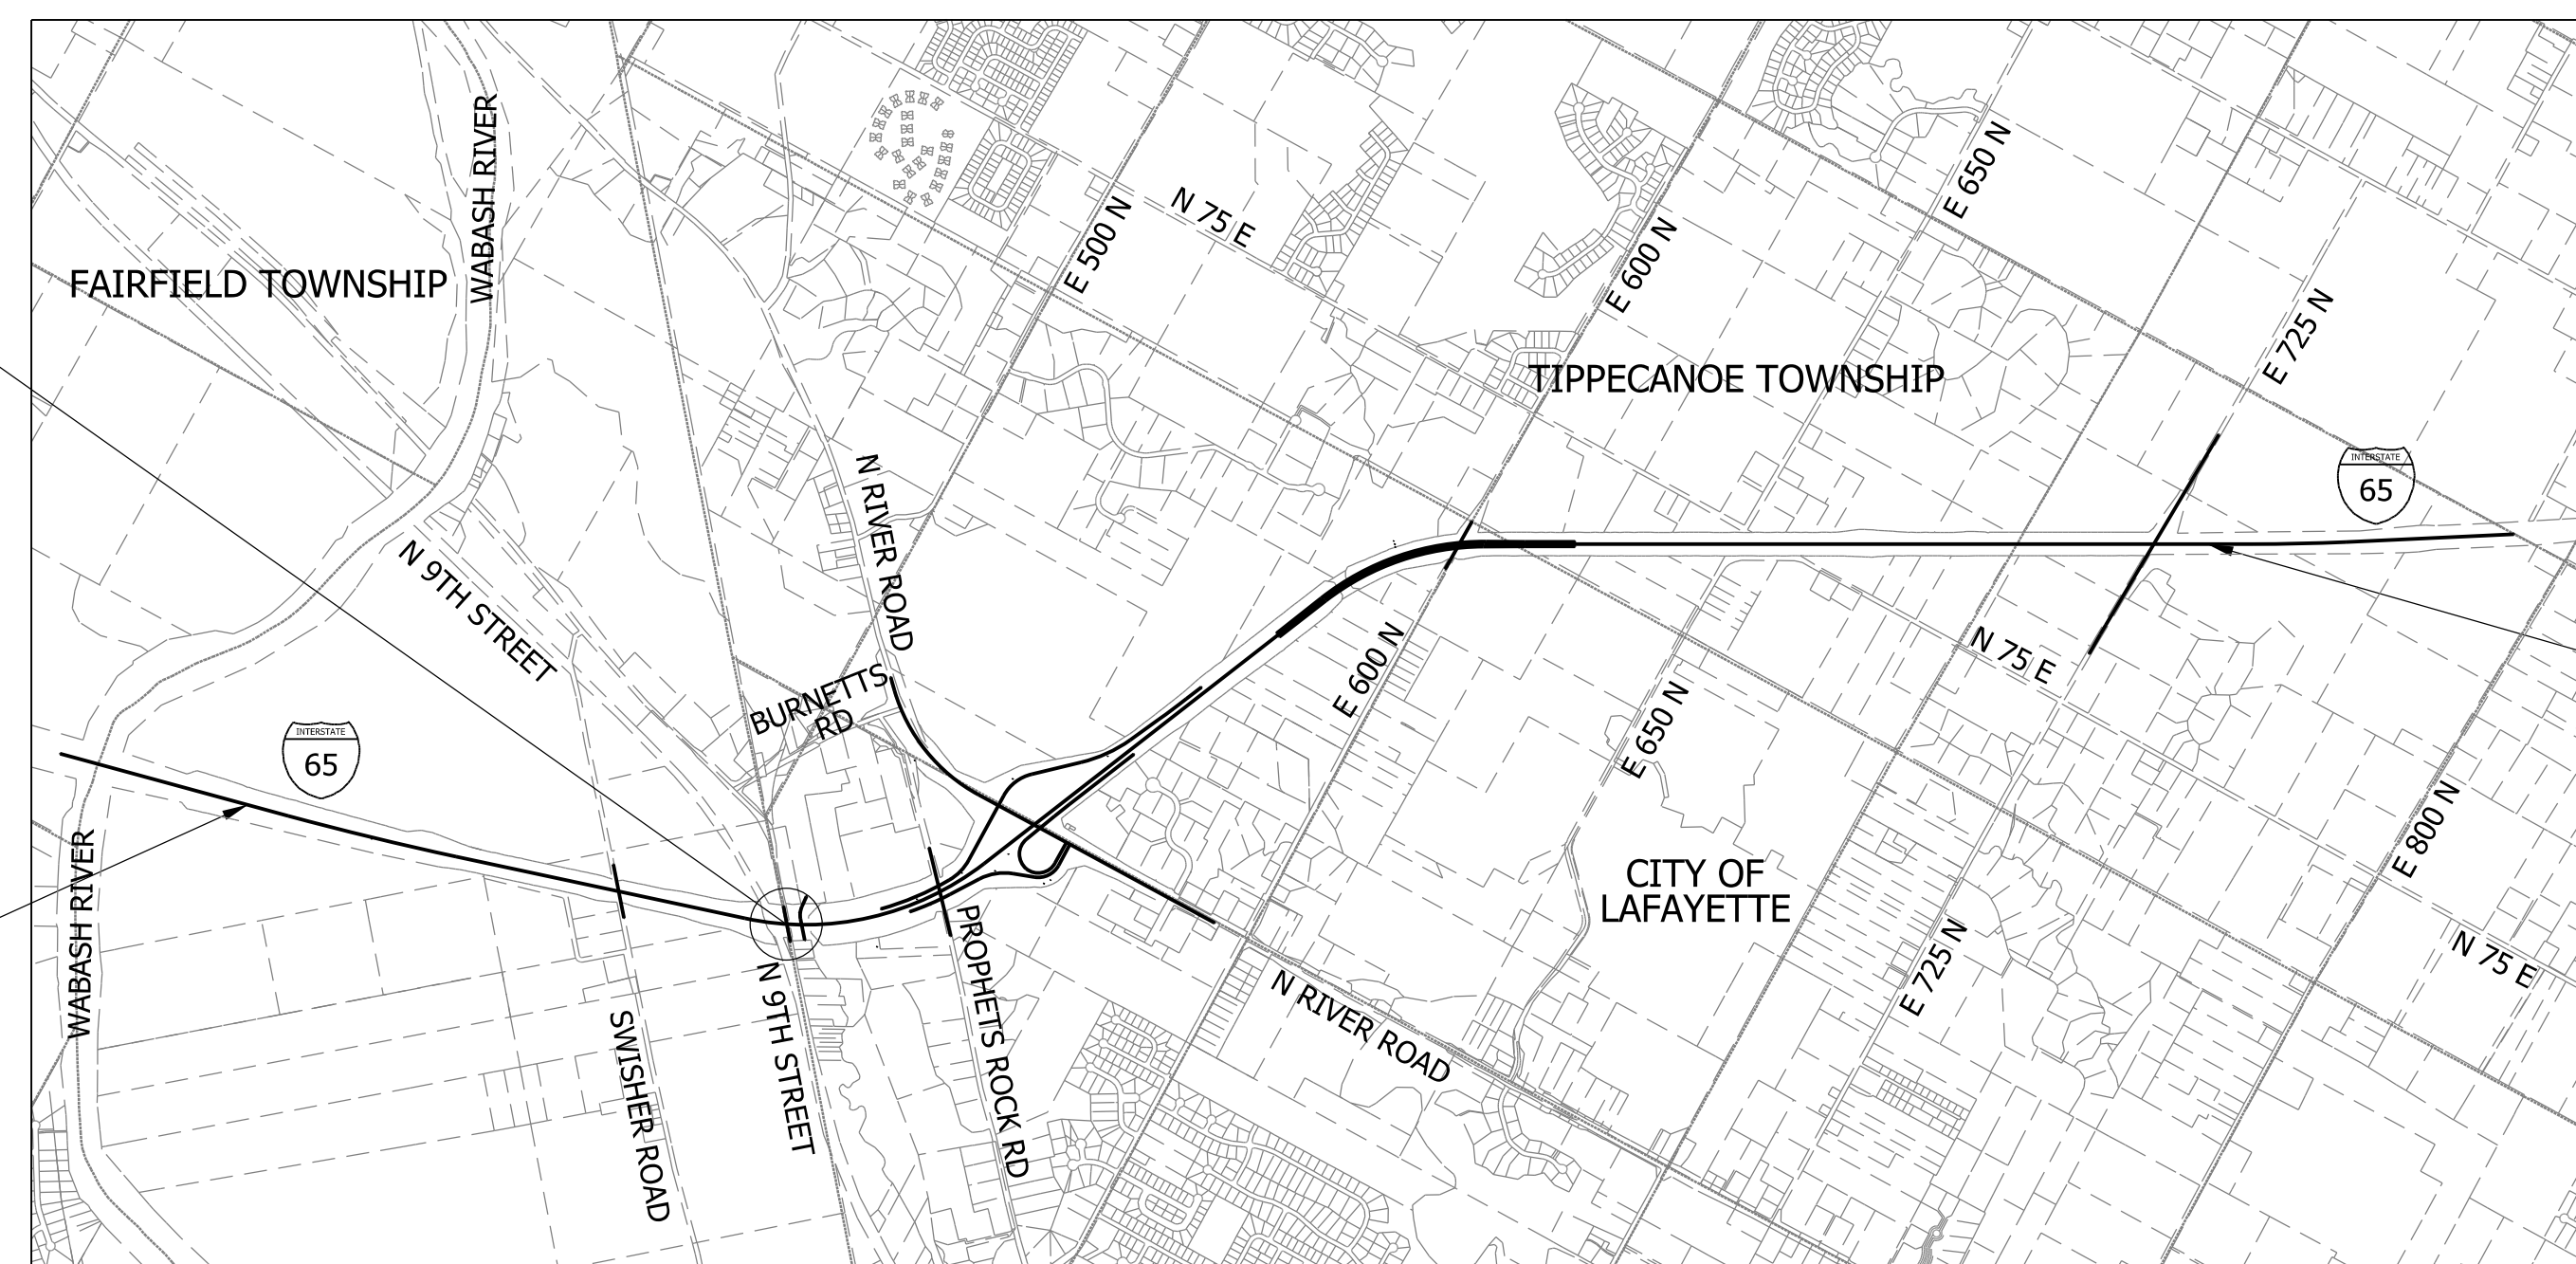 WABASH RIVER
E 650 N
N 75 E
E 500 N
E 600 N
FAIRFIELD TOWNSHIP
E 725 N
TIPPECANOE TOWNSHIP
INTERSTATE
65
N RIVER ROAD
N 9TH STREET
E 600 N
N 75 E
BURNETTS
RD
E 650 N
INTERSTATE
65
E 800 N
WABASH RIVER
CITY OF
LAFAYETTE
PROPHETS ROCK RD
E 725 N
N 75 E
N 9TH STREET
N RIVER ROAD
SWISHER ROAD